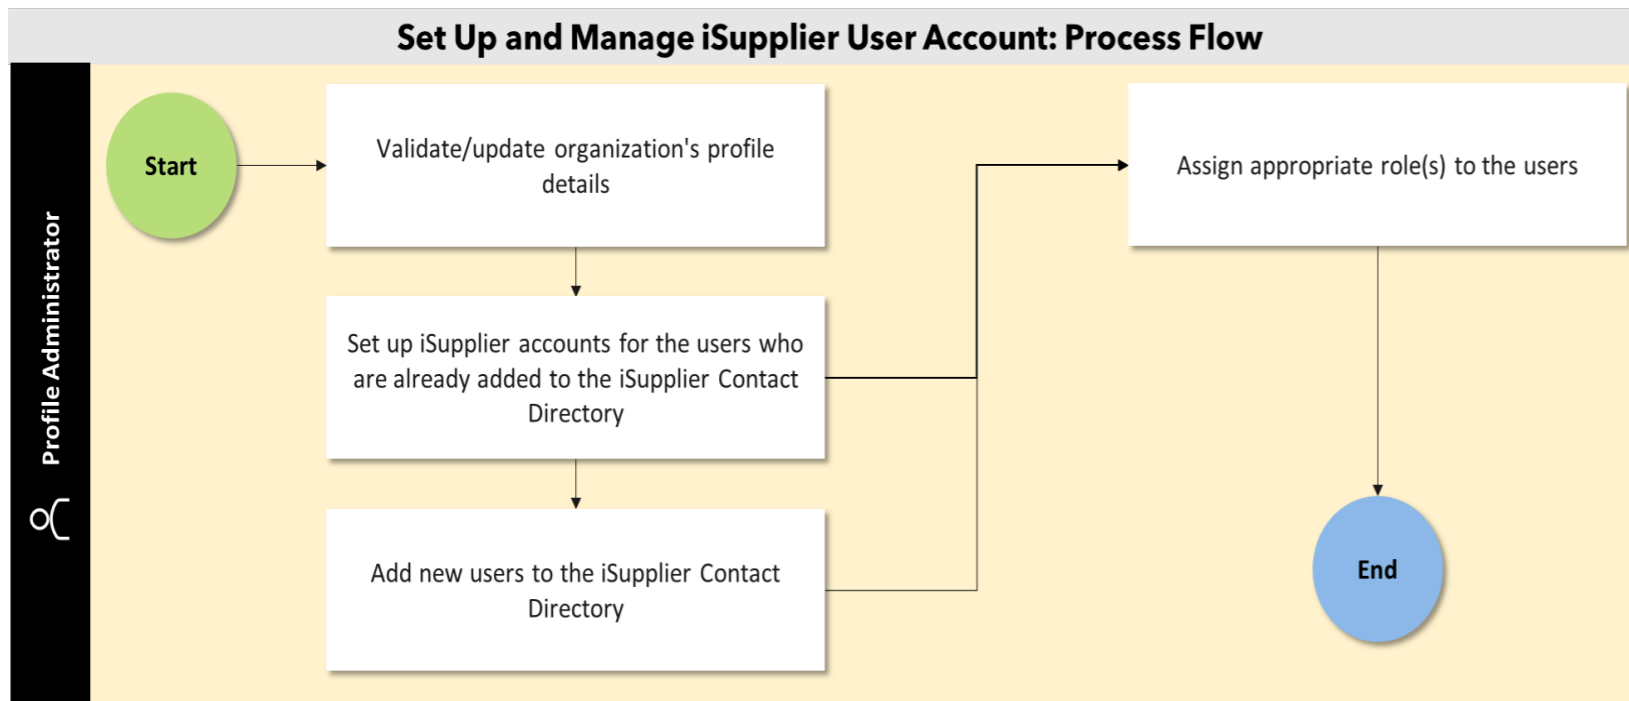 Set Up and Manage iSupplier User Account: Process Flow
Profile Administrator
Start
Validate/update organization's profile
details
Set up iSupplier accounts for the users who
are already added to the iSupplier Contact
Directory
Add new users to the iSupplier Contact
Directory
Assign appropriate role(s) to the users
End